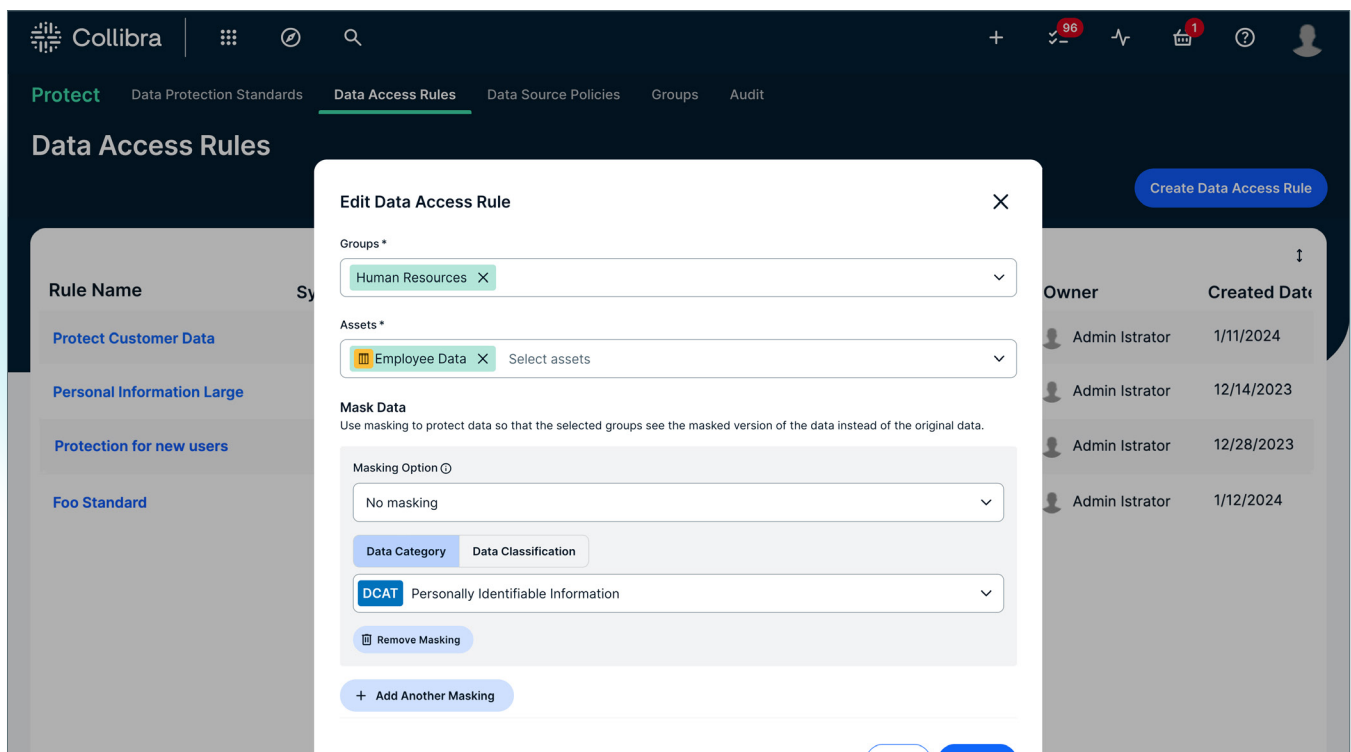 Collibra
96
1
Protect Data Protection Standards Data Access Rules Data Source Policies Groups Audit
Data Access Rules
Create Data Access Rule
Edit Data Access Rule
Groups *
Human Resources
Assets *
Employee Data Select assets
Mask Data
Use masking to protect data so that the selected groups see the masked version of the data instead of the original data.
Masking Option
No masking
Data Category Data Classification
DCAT Personally Identifiable Information
Remove Masking
+ Add Another Masking
Rule Name Sy Owner Created Date
Protect Customer Data Admin Istrator 1/11/2024
Personal Information Large Admin Istrator 12/14/2023
Protection for new users Admin Istrator 12/28/2023
Foo Standard Admin Istrator 1/12/2024